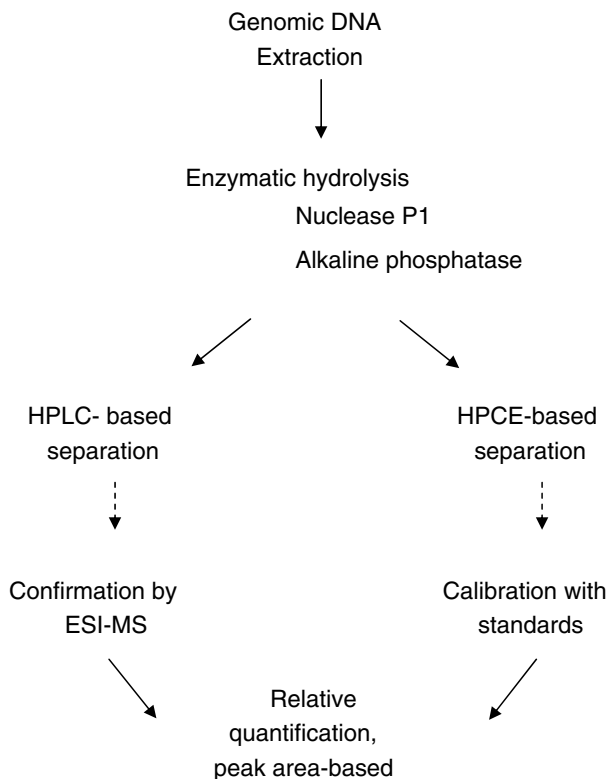 Genomic DNA
Extraction
Enzymatic hydrolysis
Nuclease P1
Alkaline phosphatase
HPLC- based
separation
HPCE-based
separation
Confirmation by
ESI-MS
Calibration with
standards
Relative
quantification,
peak area-based